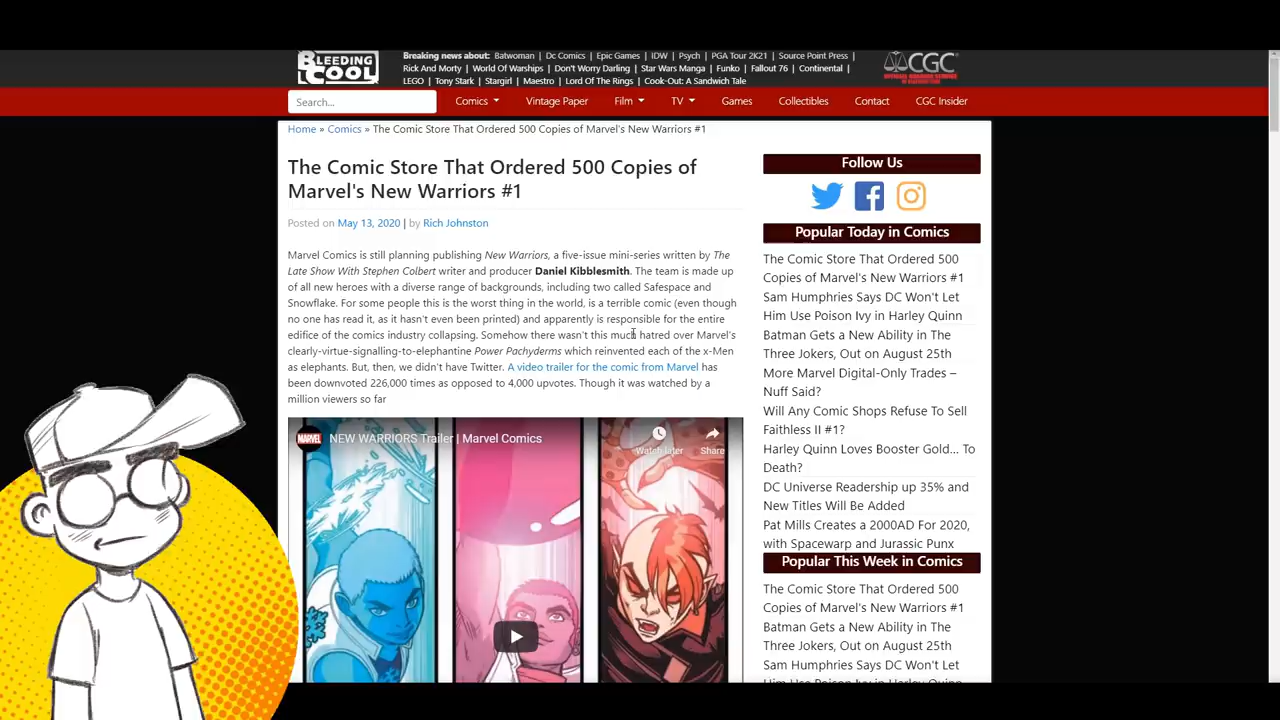 BLEEDING COOL
Breaking news about: Batwoman | Dc Comics | Epic Games | IDW | Psych | PGA Tour 2K21 | Source Point Press |
Rick And Morty | World Of Warships | Don't Worry Darling | Star Wars Manga | Funko | Fallout 76 | Continental |
LEGO | Tony Stark | Stargirl | Maestro | Lord Of The Rings | Cook-Out: A Sandwich Tale
CGC
Search...
Comics
Vintage Paper
Film
TV
Games
Collectibles
Contact
CGC Insider
Home » Comics » The Comic Store That Ordered 500 Copies of Marvel's New Warriors #1
The Comic Store That Ordered 500 Copies of
Marvel's New Warriors #1
Posted on May 13, 2020 | by Rich Johnston
Marvel Comics is still planning publishing New Warriors, a five-issue mini-series written by The
Late Show With Stephen Colbert writer and producer Daniel Kibblesmith. The team is made up
of all new heroes with a diverse range of backgrounds, including two called Safespace and
Snowflake. For some people this is the worst thing in the world, is a terrible comic (even though
no one has read it, as it hasn't even been printed) and apparently is responsible for the entire
edifice of the comics industry collapsing. Somehow there wasn't this much hatred over Marvel's
clearly-virtue-signalling-to-elephantine Power Pachyderms which reinvented each of the x-Men
as elephants. But, then, we didn't have Twitter. A video trailer for the comic from Marvel has
been downvoted 226,000 times as opposed to 4,000 upvotes. Though it was watched by a
million viewers so far
MARVEL
NEW WARRIORS Trailer | Marvel Comics
Watch later
Share
Follow Us
Popular Today in Comics
The Comic Store That Ordered 500
Copies of Marvel's New Warriors #1
Sam Humphries Says DC Won't Let
Him Use Poison Ivy in Harley Quinn
Batman Gets a New Ability in The
Three Jokers, Out on August 25th
More Marvel Digital-Only Trades –
Nuff Said?
Will Any Comic Shops Refuse To Sell
Faithless II #1?
Harley Quinn Loves Booster Gold... To
Death?
DC Universe Readership up 35% and
New Titles Will Be Added
Pat Mills Creates a 2000AD For 2020,
with Spacewarp and Jurassic Punx
Popular This Week in Comics
The Comic Store That Ordered 500
Copies of Marvel's New Warriors #1
Batman Gets a New Ability in The
Three Jokers, Out on August 25th
Sam Humphries Says DC Won't Let
Him Use Poison Ivy in Harley Quinn